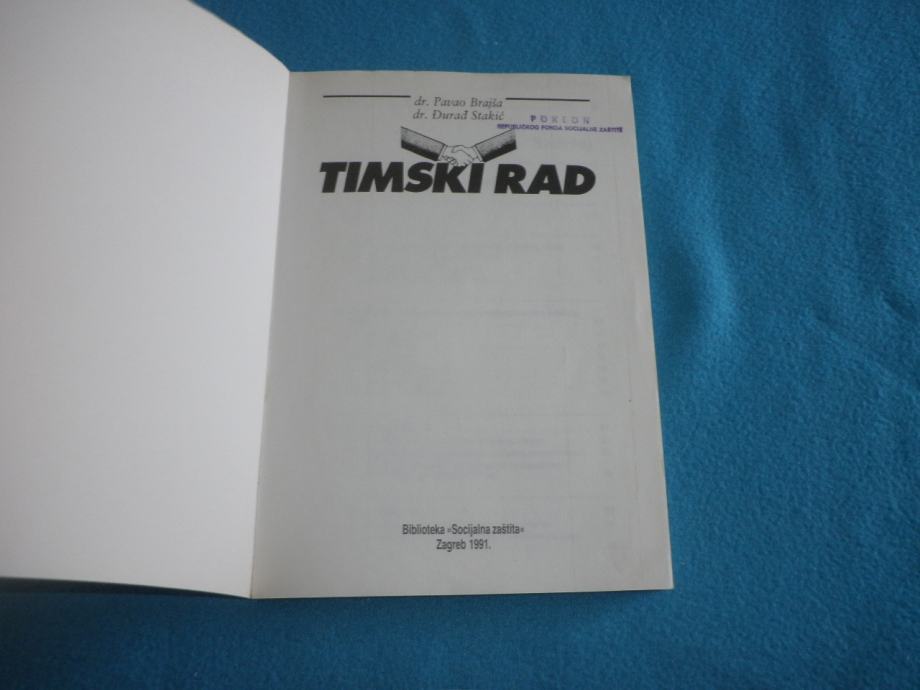 dr. Pavao Brajša
dr. Đurađ Stakić
POKLON
REPUBLIČKOG FONDA SOCIJALNE ZAŠTITE
TIMSKI RAD
Biblioteka »Socijalna zaštita«
Zagreb 1991.